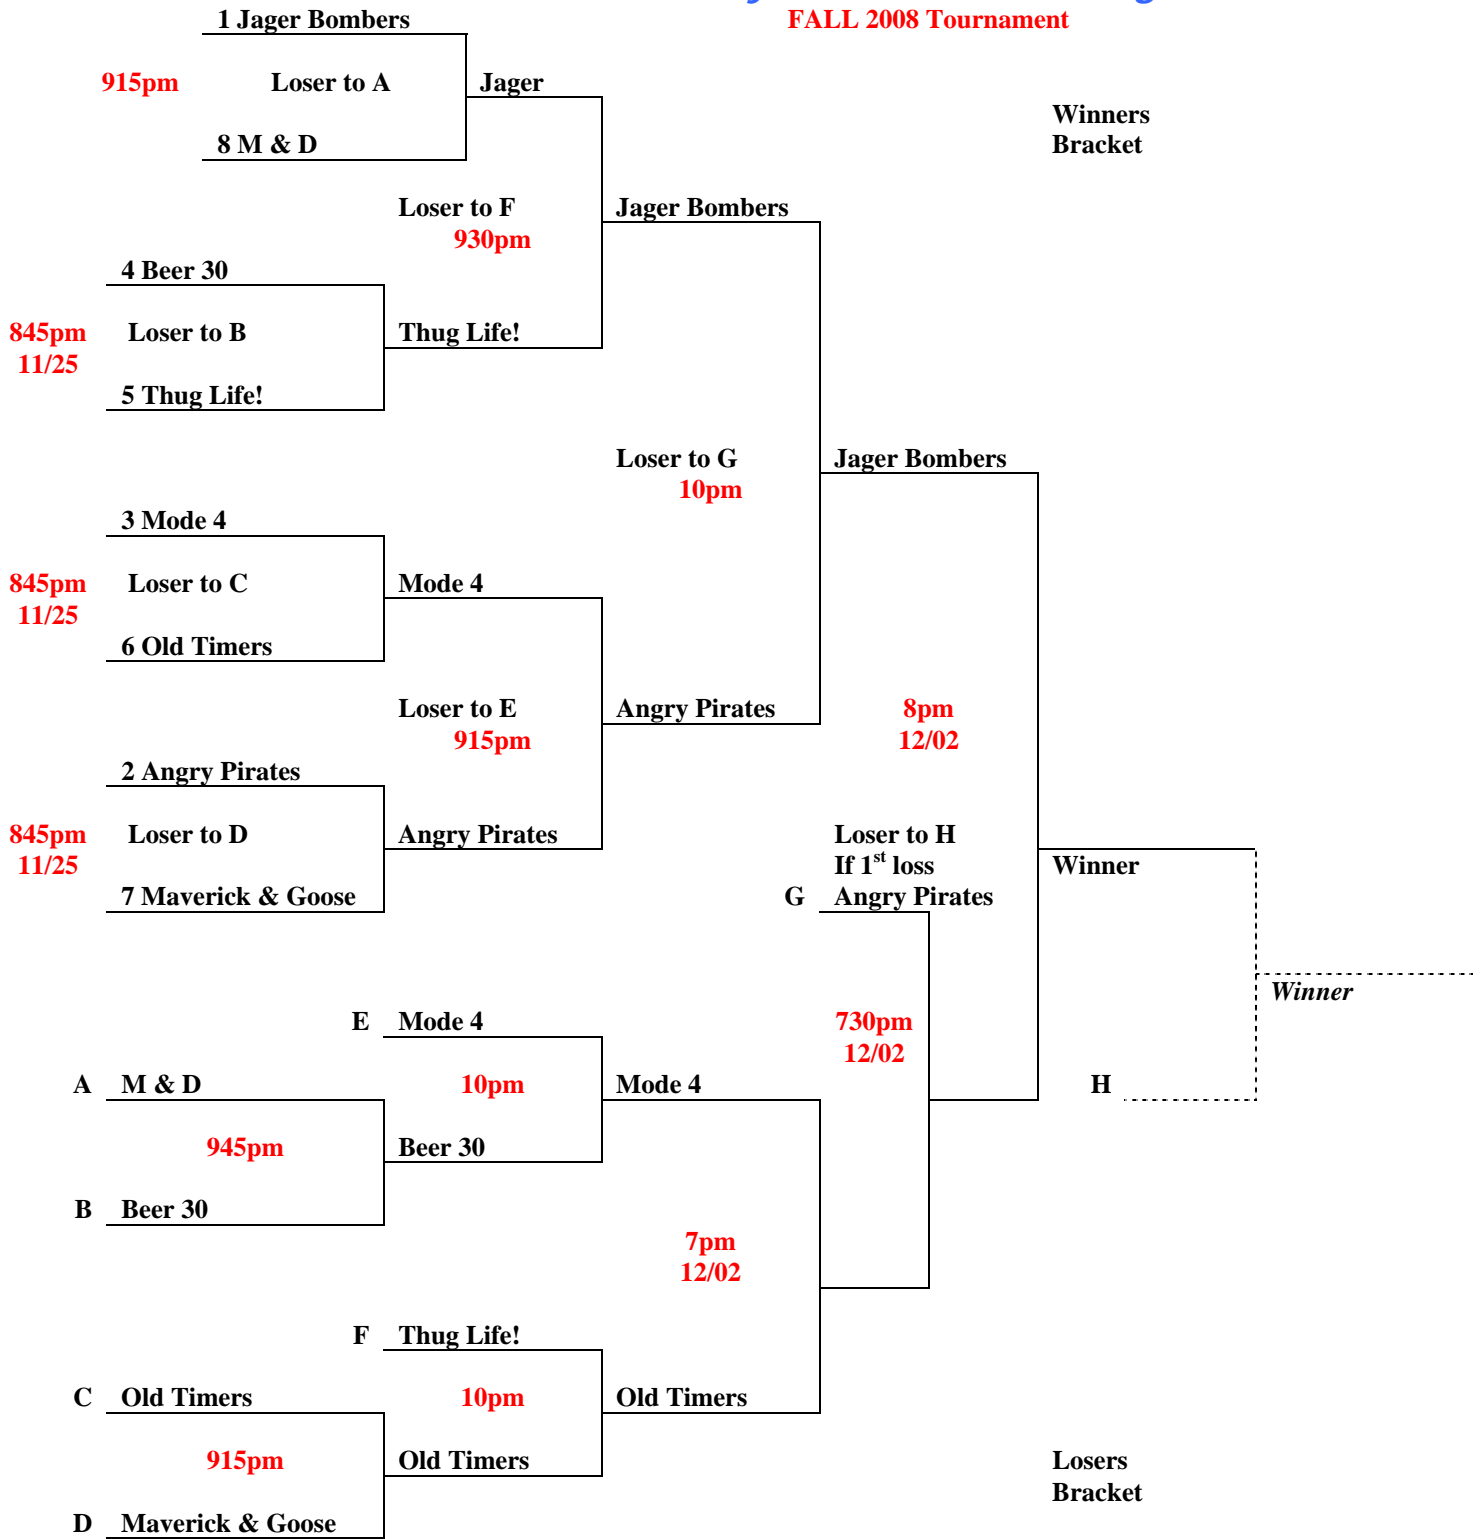 FALL 2008 Tournament
1 Jager Bombers
915pm Loser to A Jager
Winners
8 M & D Bracket
Loser to F Jager Bombers
930pm
4 Beer 30
845pm Loser to B Thug Life!
11/25
5 Thug Life!
Loser to G Jager Bombers
10pm
3 Mode 4
845pm Loser to C Mode 4
11/25
6 Old Timers
Loser to E Angry Pirates 8pm
915pm 12/02
2 Angry Pirates
845pm Loser to D Angry Pirates Loser to H
11/25 If 1st loss Winner
7 Maverick & Goose G Angry Pirates
Winner
E Mode 4 730pm
12/02
A M & D 10pm Mode 4 H
945pm Beer 30
B Beer 30
7pm
12/02
F Thug Life!
C Old Timers 10pm Old Timers
915pm Old Timers Losers
Bracket
D Maverick & Goose